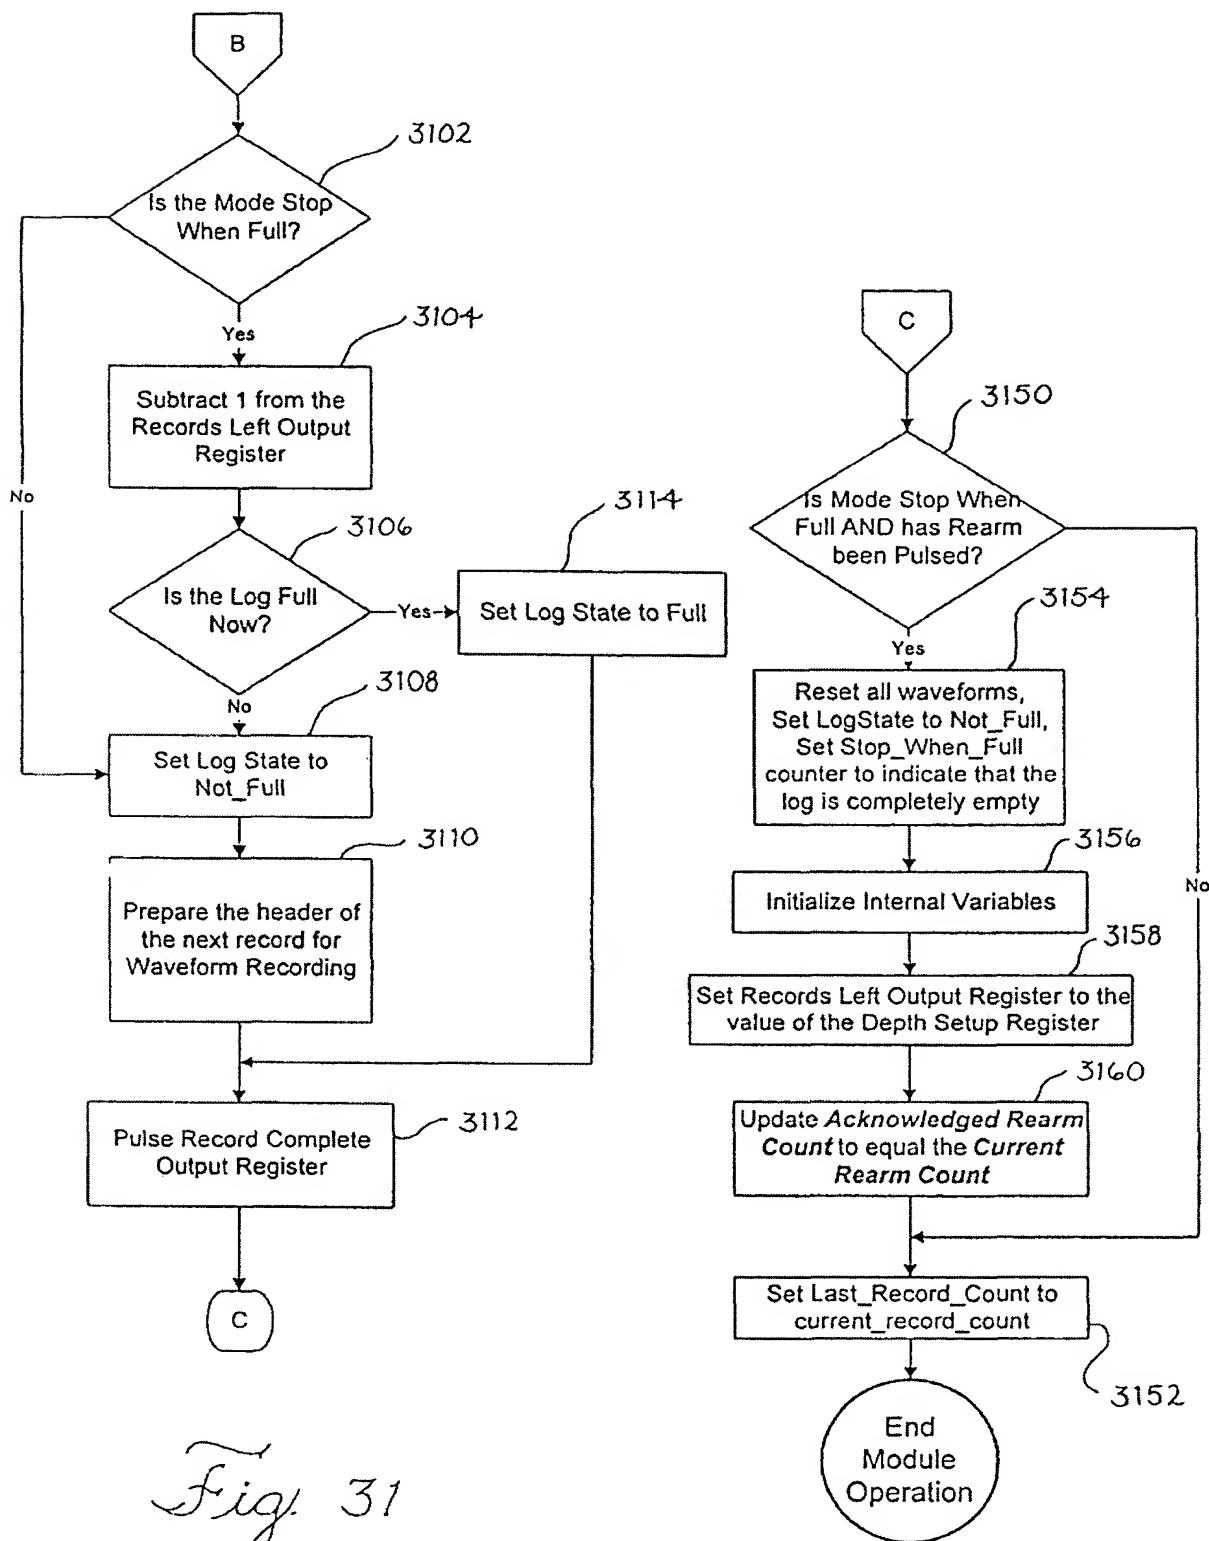 B
3102
Is the Mode Stop
When Full?
Yes
No
3104
Subtract 1 from the
Records Left Output
Register
3106
Is the Log Full
Now?
Yes
No
3114
Set Log State to Full
3108
Set Log State to
Not_Full
3110
Prepare the header of
the next record for
Waveform Recording
3112
Pulse Record Complete
Output Register
C
Fig. 31
C
3150
Is Mode Stop When
Full AND has Rearm
been Pulsed?
Yes
No
3154
Reset all waveforms,
Set LogState to Not_Full,
Set Stop_When_Full
counter to indicate that the
log is completely empty
3156
Initialize Internal Variables
3158
Set Records Left Output Register to the
value of the Depth Setup Register
3160
Update Acknowledged Rearm
Count to equal the Current
Rearm Count
Set Last_Record_Count to
current_record_count
3152
End
Module
Operation